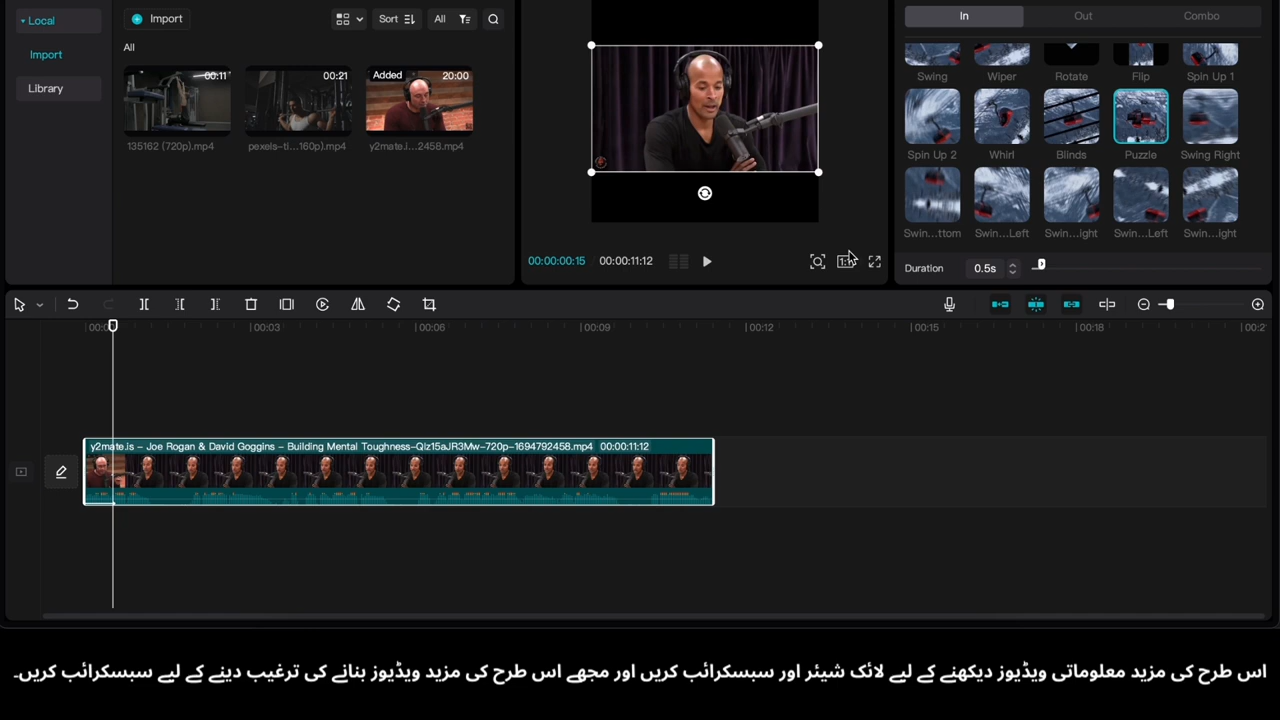 Local
Import
Library
Import
Sort
All
All
00:11
00:21
Added
20:00
135162 (720p).mp4
pexels-ti...160p).mp4
y2mate.i...2458.mp4
00:00:00:15
00:00:11:12
1:1
In
Out
Combo
Swing
Wiper
Rotate
Flip
Spin Up 1
Spin Up 2
Whirl
Blinds
Puzzle
Swing Right
Swin...ttom
Swin...Left
Swin...ight
Swin...Left
Swin...ight
Duration
0.5s
00:03
00:06
00:09
00:12
00:15
00:18
y2mate.is – Joe Rogan & David Goggins – Building Mental Toughness-QIz15aJR3Mw-720p-1694792458.mp4 00:00:11:12
اس طرح کی مزید معلوماتی ویڈیوز دیکھنے کے لیے لائک شیئر اور سبسکرائب کریں اور مجھے اس طرح کی مزید ویڈیوز بنانے کی ترغیب دینے کے لیے سبسکرائب کریں۔